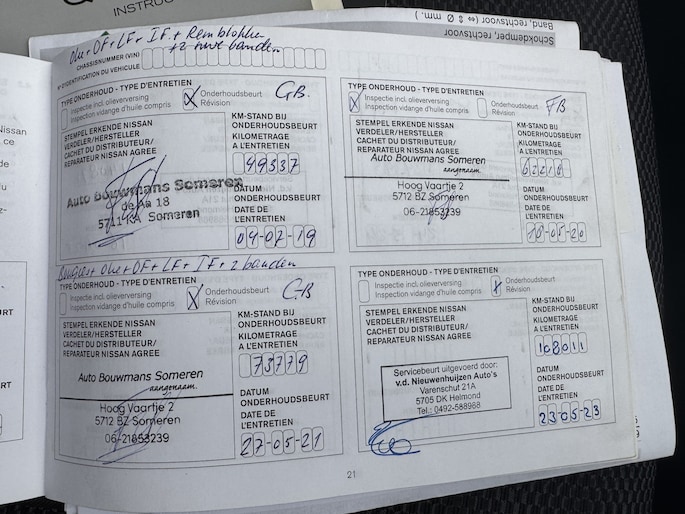 INSTRUC
Band, rechtsvoor (Ø ⇕ mm. )
Schokdemper, rechtsvoor
Olie + OF + LF + IF + Remblokken
+ 2 nwe banden
CHASSISNUMMER (VIN)
N° D'IDENTIFICATION DU VEHICULE
TYPE ONDERHOUD - TYPE D'ENTRETIEN
Inspectie incl. olieverversing
Inspection vidange d'huile compris
X Onderhoudsbeurt
Révision
G.B.
STEMPEL ERKENDE NISSAN
VERDELER/HERSTELLER
CACHET DU DISTRIBUTEUR/
REPARATEUR NISSAN AGREE
Auto Bouwmans Someren
de Aa 18
5711 KA Someren
KM-STAND BIJ
ONDERHOUDSBEURT
KILOMETRAGE
A L'ENTRETIEN
49337
DATUM
ONDERHOUDSBEURT
DATE DE
L'ENTRETIEN
04-07-19
TYPE ONDERHOUD - TYPE D'ENTRETIEN
X Inspectie incl. olieverversing
Inspection vidange d'huile compris
Onderhoudsbeurt
Révision
STEMPEL ERKENDE NISSAN
VERDELER/HERSTELLER
CACHET DU DISTRIBUTEUR/
REPARATEUR NISSAN AGREE
Auto Bouwmans Someren
aangenaam.
Hoog Vaartje 2
5712 BZ Someren
06-21853239
KM-STAND BIJ
ONDERHOUDSBEURT
KILOMETRAGE
A L'ENTRETIEN
DATUM
ONDERHOUDSBEURT
DATE DE
L'ENTRETIEN
18-05-20
Olie + OF + LF + IF + 2 banden
TYPE ONDERHOUD - TYPE D'ENTRETIEN
Inspectie incl. olieverversing
Inspection vidange d'huile compris
X Onderhoudsbeurt
Révision
G.B
STEMPEL ERKENDE NISSAN
VERDELER/HERSTELLER
CACHET DU DISTRIBUTEUR/
REPARATEUR NISSAN AGREE
Auto Bouwmans Someren
aangenaam.
Hoog Vaartje 2
5712 BZ Someren
06-21853239
KM-STAND BIJ
ONDERHOUDSBEURT
KILOMETRAGE
A L'ENTRETIEN
73779
DATUM
ONDERHOUDSBEURT
DATE DE
L'ENTRETIEN
27-05-21
TYPE ONDERHOUD - TYPE D'ENTRETIEN
Inspectie incl. olieverversing
Inspection vidange d'huile compris
X Onderhoudsbeurt
Révision
STEMPEL ERKENDE NISSAN
VERDELER/HERSTELLER
CACHET DU DISTRIBUTEUR/
REPARATEUR NISSAN AGREE
Servicebeurt uitgevoerd door:
v.d. Nieuwenhuijzen Auto's
Varenschut 21A
5705 DK Helmond
Tel.: 0492-588968
KM-STAND BIJ
ONDERHOUDSBEURT
KILOMETRAGE
A L'ENTRETIEN
108011
DATUM
ONDERHOUDSBEURT
DATE DE
L'ENTRETIEN
23-05-23
21